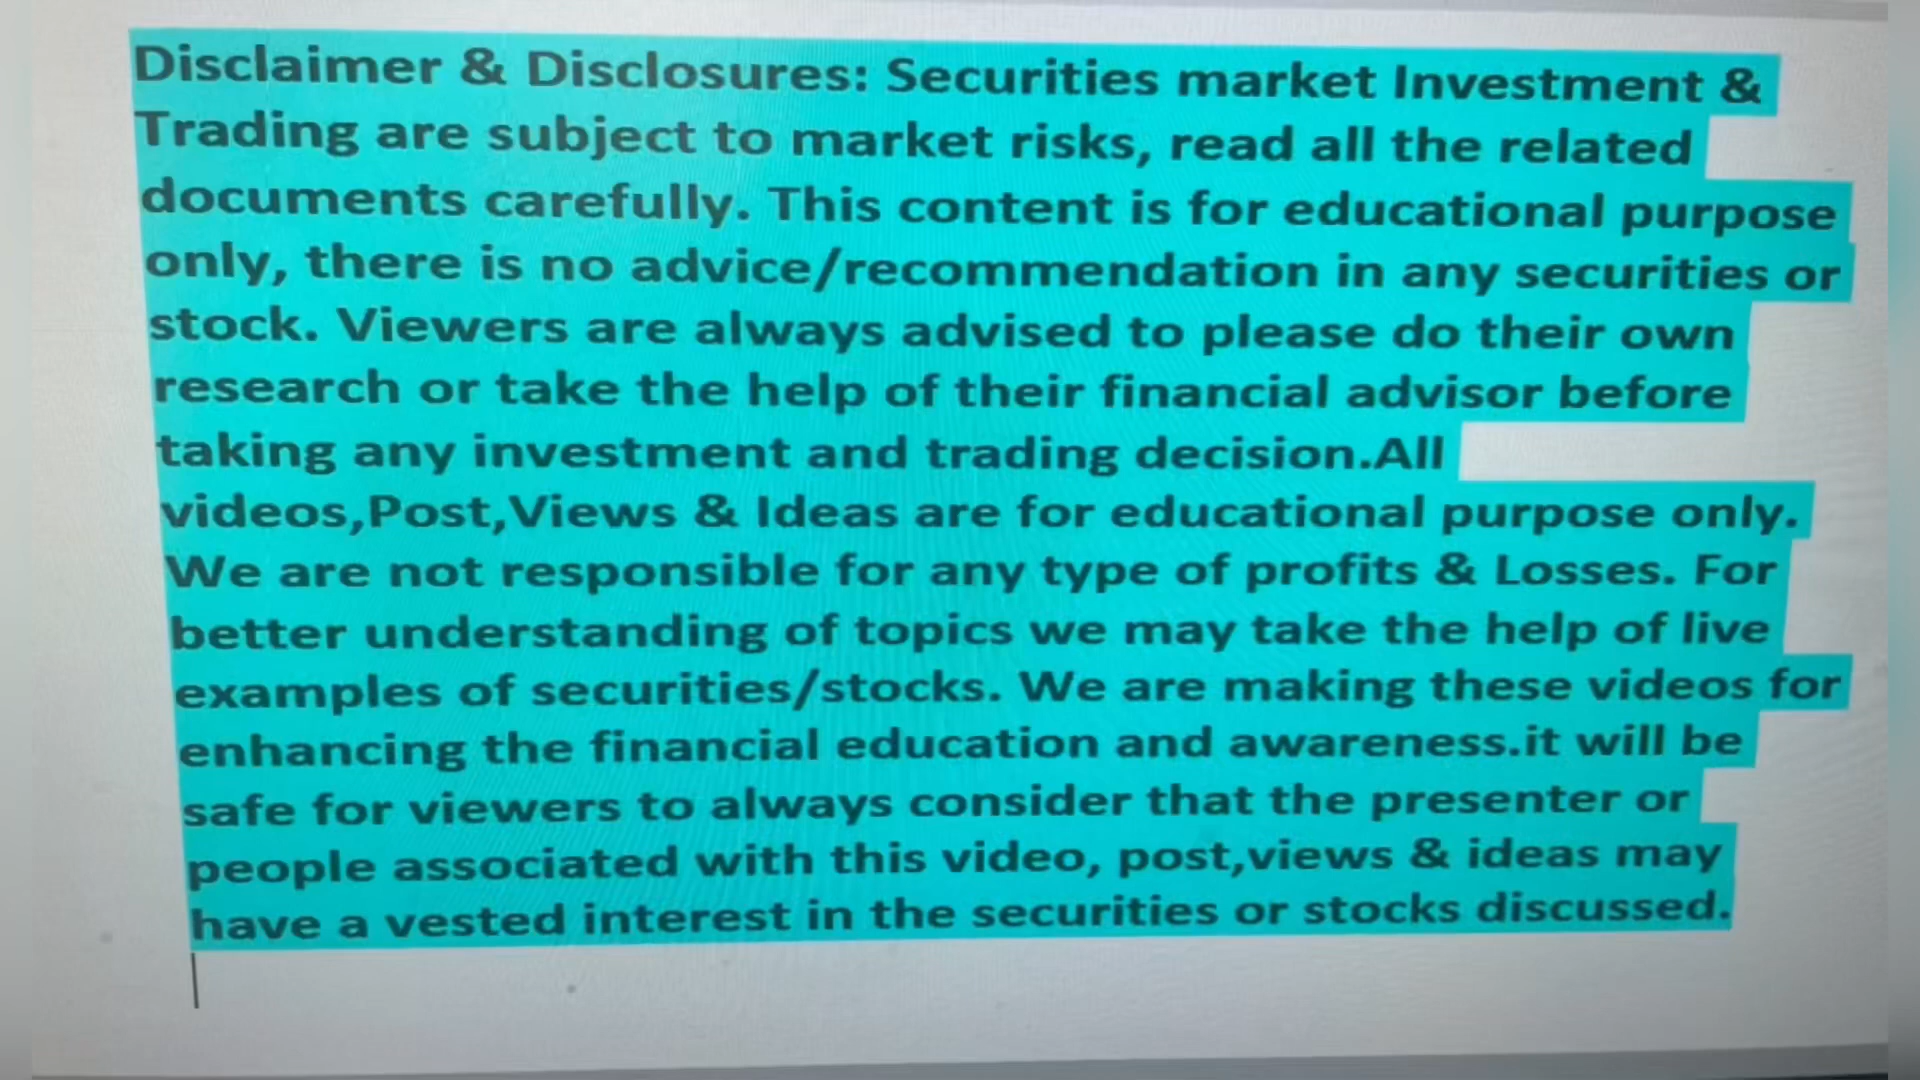 Disclaimer & Disclosures: Securities market Investment &
Trading are subject to market risks, read all the related
documents carefully. This content is for educational purpose
only, there is no advice/recommendation in any securities or
stock. Viewers are always advised to please do their own
research or take the help of their financial advisor before
taking any investment and trading decision.All
videos,Post,Views & Ideas are for educational purpose only.
We are not responsible for any type of profits & Losses. For
better understanding of topics we may take the help of live
examples of securities/stocks. We are making these videos for
enhancing the financial education and awareness.it will be
safe for viewers to always consider that the presenter or
people associated with this video, post,views & ideas may
have a vested interest in the securities or stocks discussed.